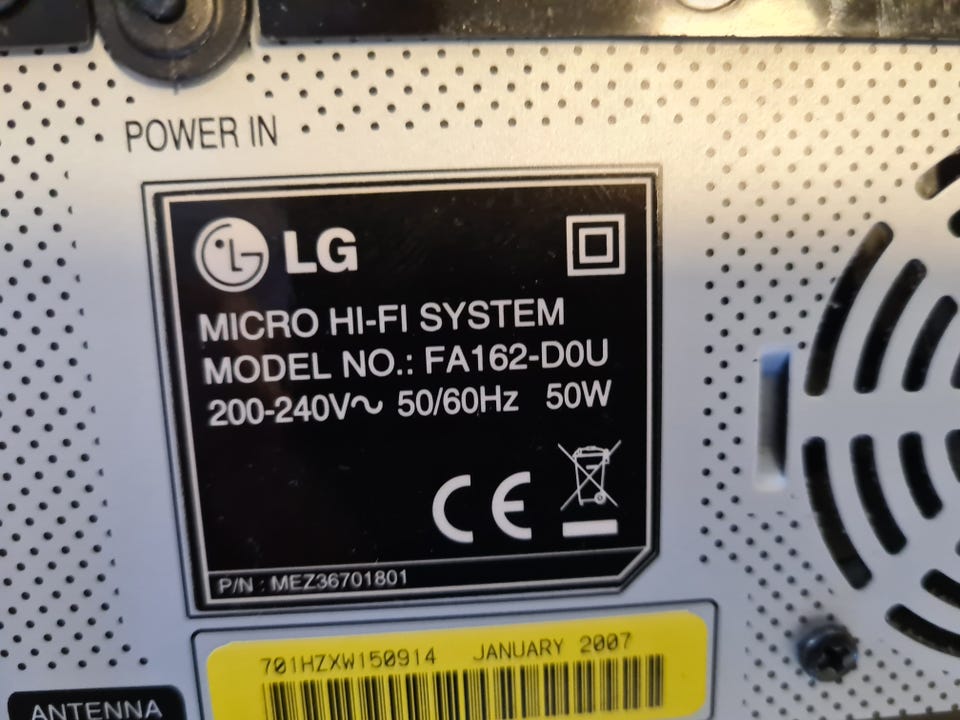 POWER IN
LG
MICRO HI-FI SYSTEM
MODEL NO.: FA162-D0U
200-240V~ 50/60Hz 50W
CE
P/N : MEZ36701801
701HZXW150914 JANUARY 2007
ANTENNA